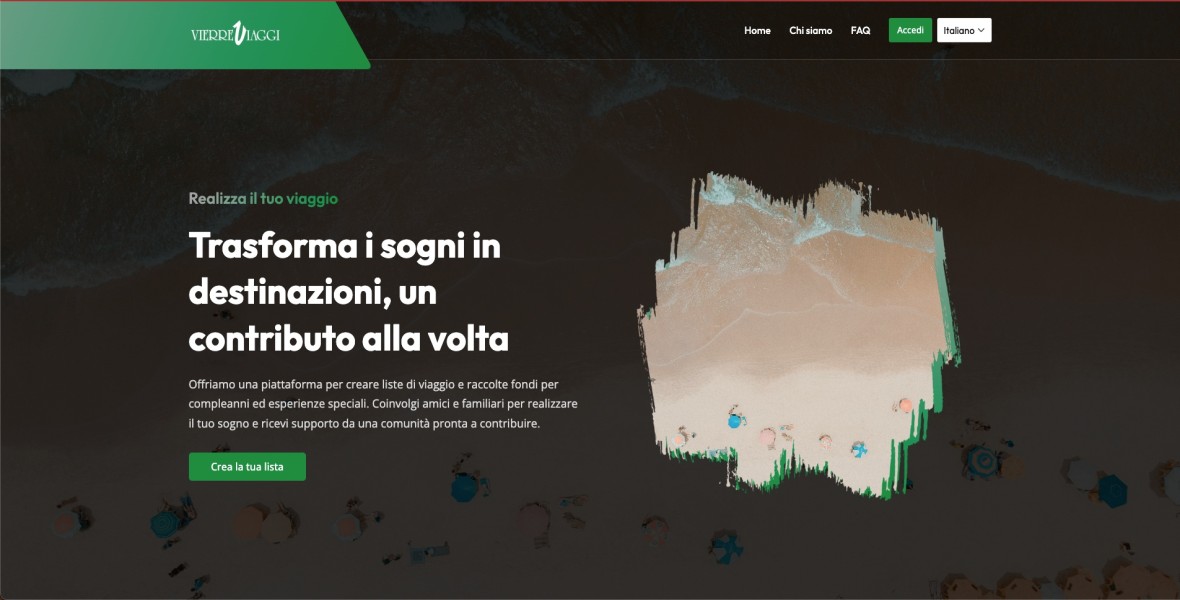 VIERRE VIAGGI
Home Chi siamo FAQ Accedi Italiano
Realizza il tuo viaggio
Trasforma i sogni in
destinazioni, un
contributo alla volta
Offriamo una piattaforma per creare liste di viaggio e raccolte fondi per
compleanni ed esperienze speciali. Coinvolgi amici e familiari per realizzare
il tuo sogno e ricevi supporto da una comunità pronta a contribuire.
Crea la tua lista